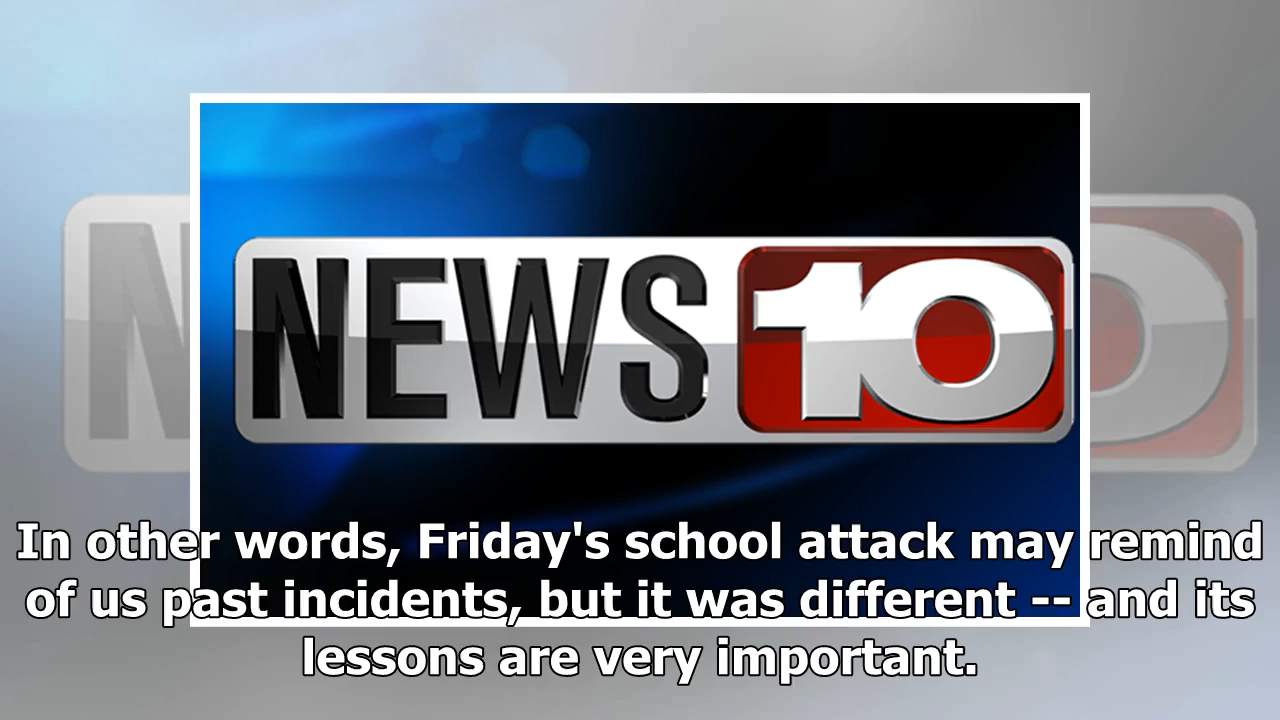 N
NEWS 10
In other words, Friday's school attack may remind
of us past incidents, but it was different -- and its
lessons are very important.